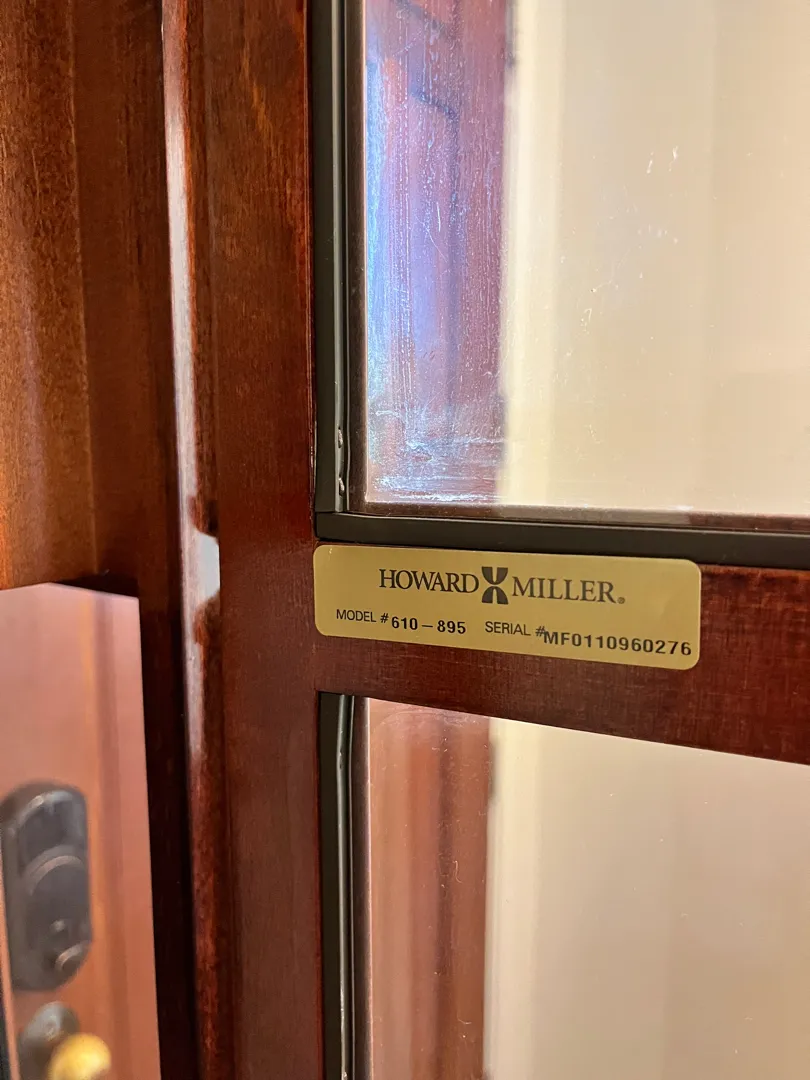 HOWARD MILLER®
MODEL # 610-895 SERIAL # MF0110960276